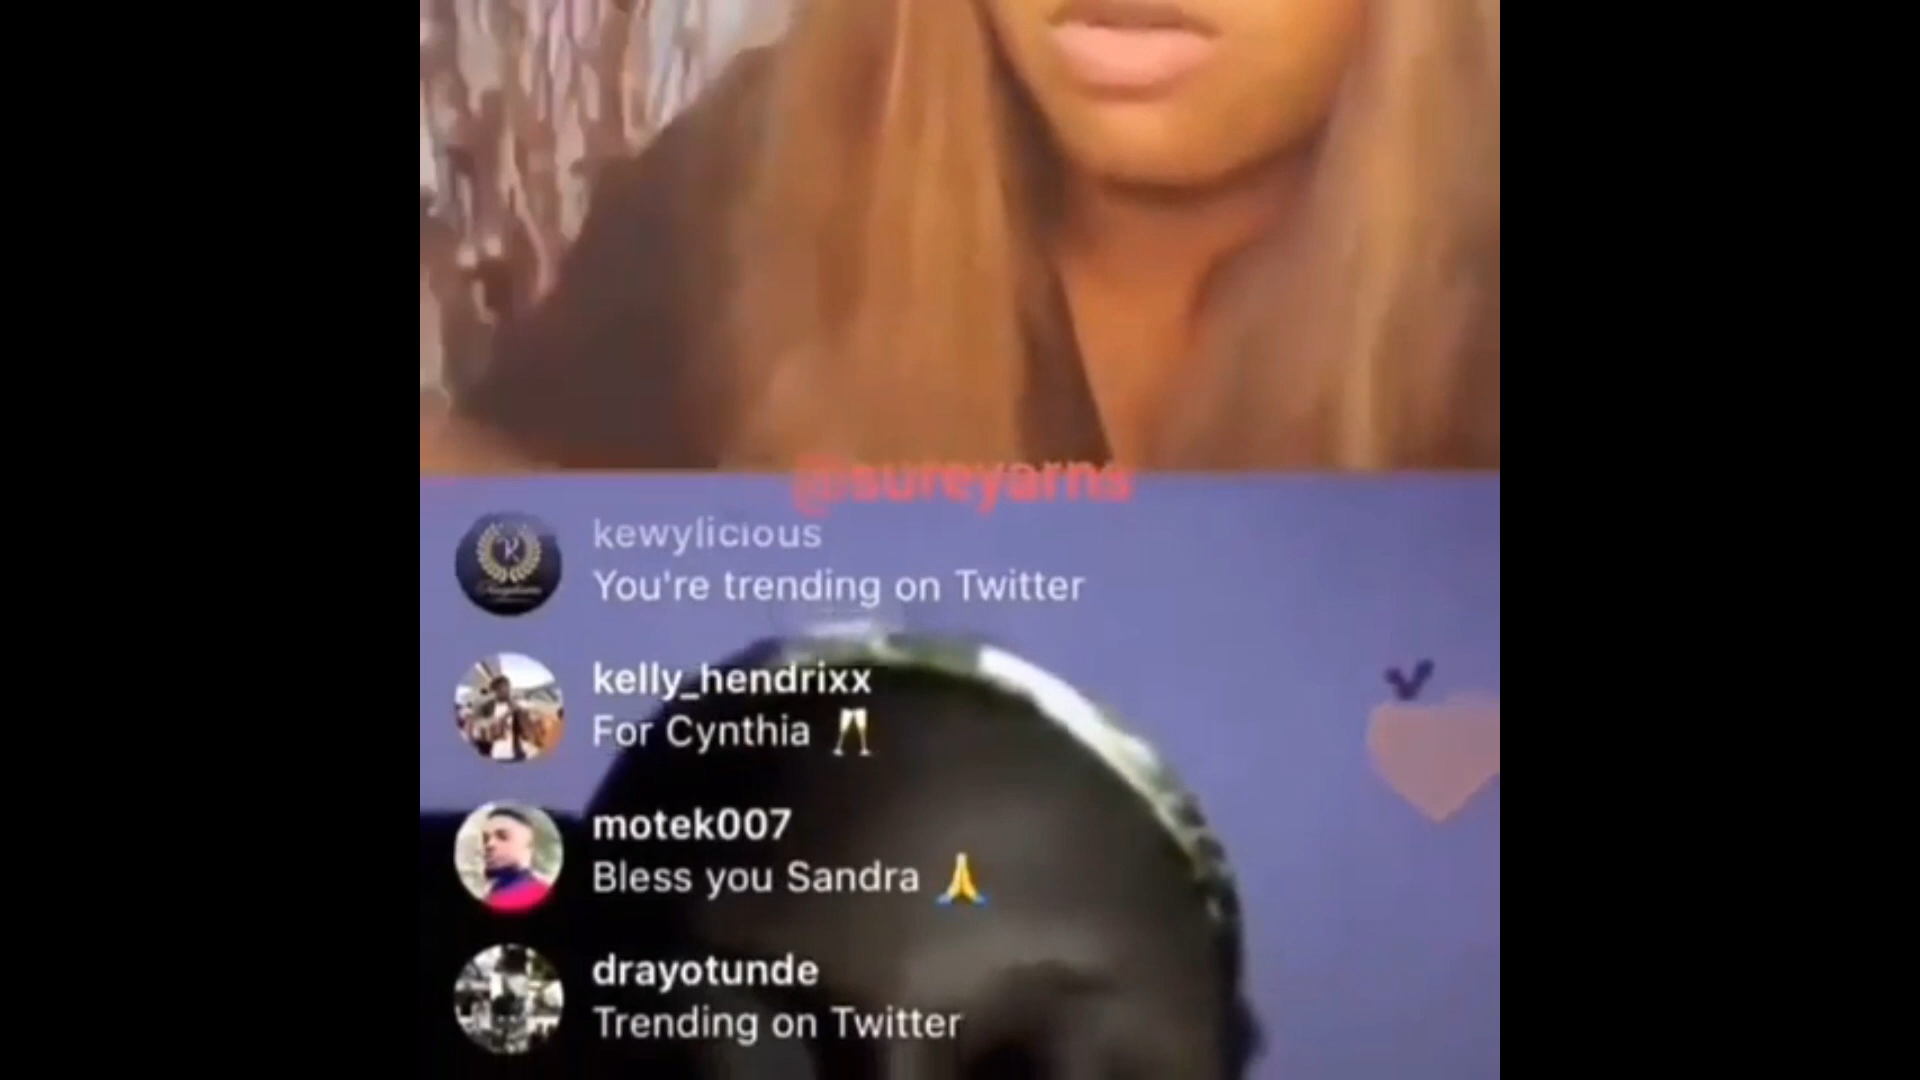 @sureyarns
kewylicious
You're trending on Twitter
kelly_hendrixx
For Cynthia 🥂
motek007
Bless you Sandra 🙏
drayotunde
Trending on Twitter